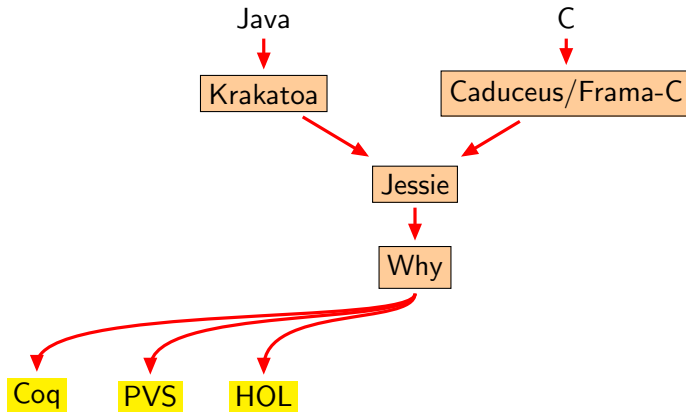 Java
C
Krakatoa
Caduceus/Frama-C
Jessie
Why
Coq
PVS
HOL